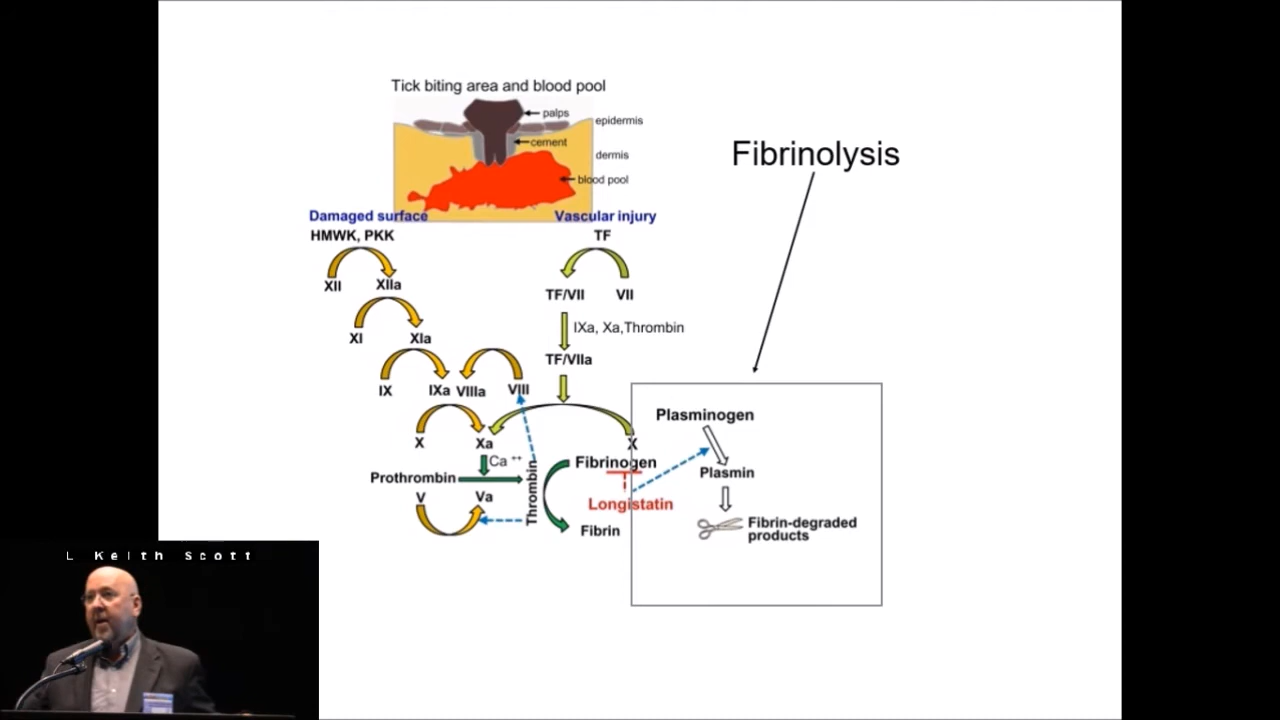 Tick biting area and blood pool
palps
epidermis
cement
dermis
blood pool
Fibrinolysis
Damaged surface
Vascular injury
HMWK, PKK
TF
XII
XIIa
TF/VII
VII
XI
XIa
IXa, Xa,Thrombin
TF/VIIa
IX
IXa
VIIIa
VIII
X
Xa
X
Ca ++
Prothrombin
Thrombin
Fibrinogen
V
Va
Longistatin
Fibrin
Plasminogen
Plasmin
Fibrin-degraded
products
L Keith Scott